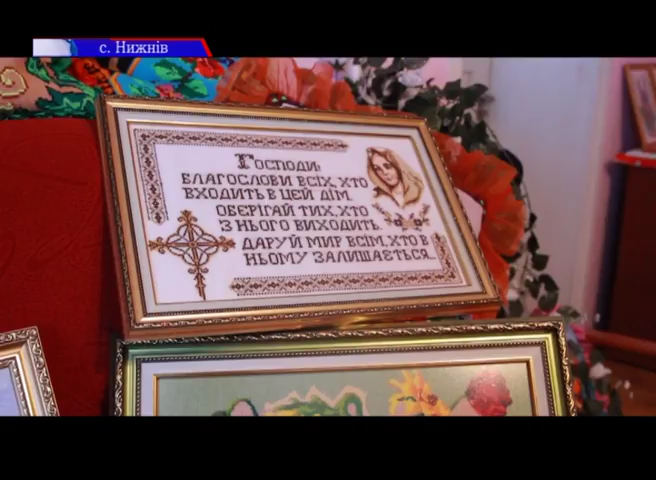 с. Нижнів
Господи,
благослови всіх, хто
входить в цей дім.
Оберігай тих, хто
з нього виходить.
Даруй мир всім, хто в
ньому залишається...